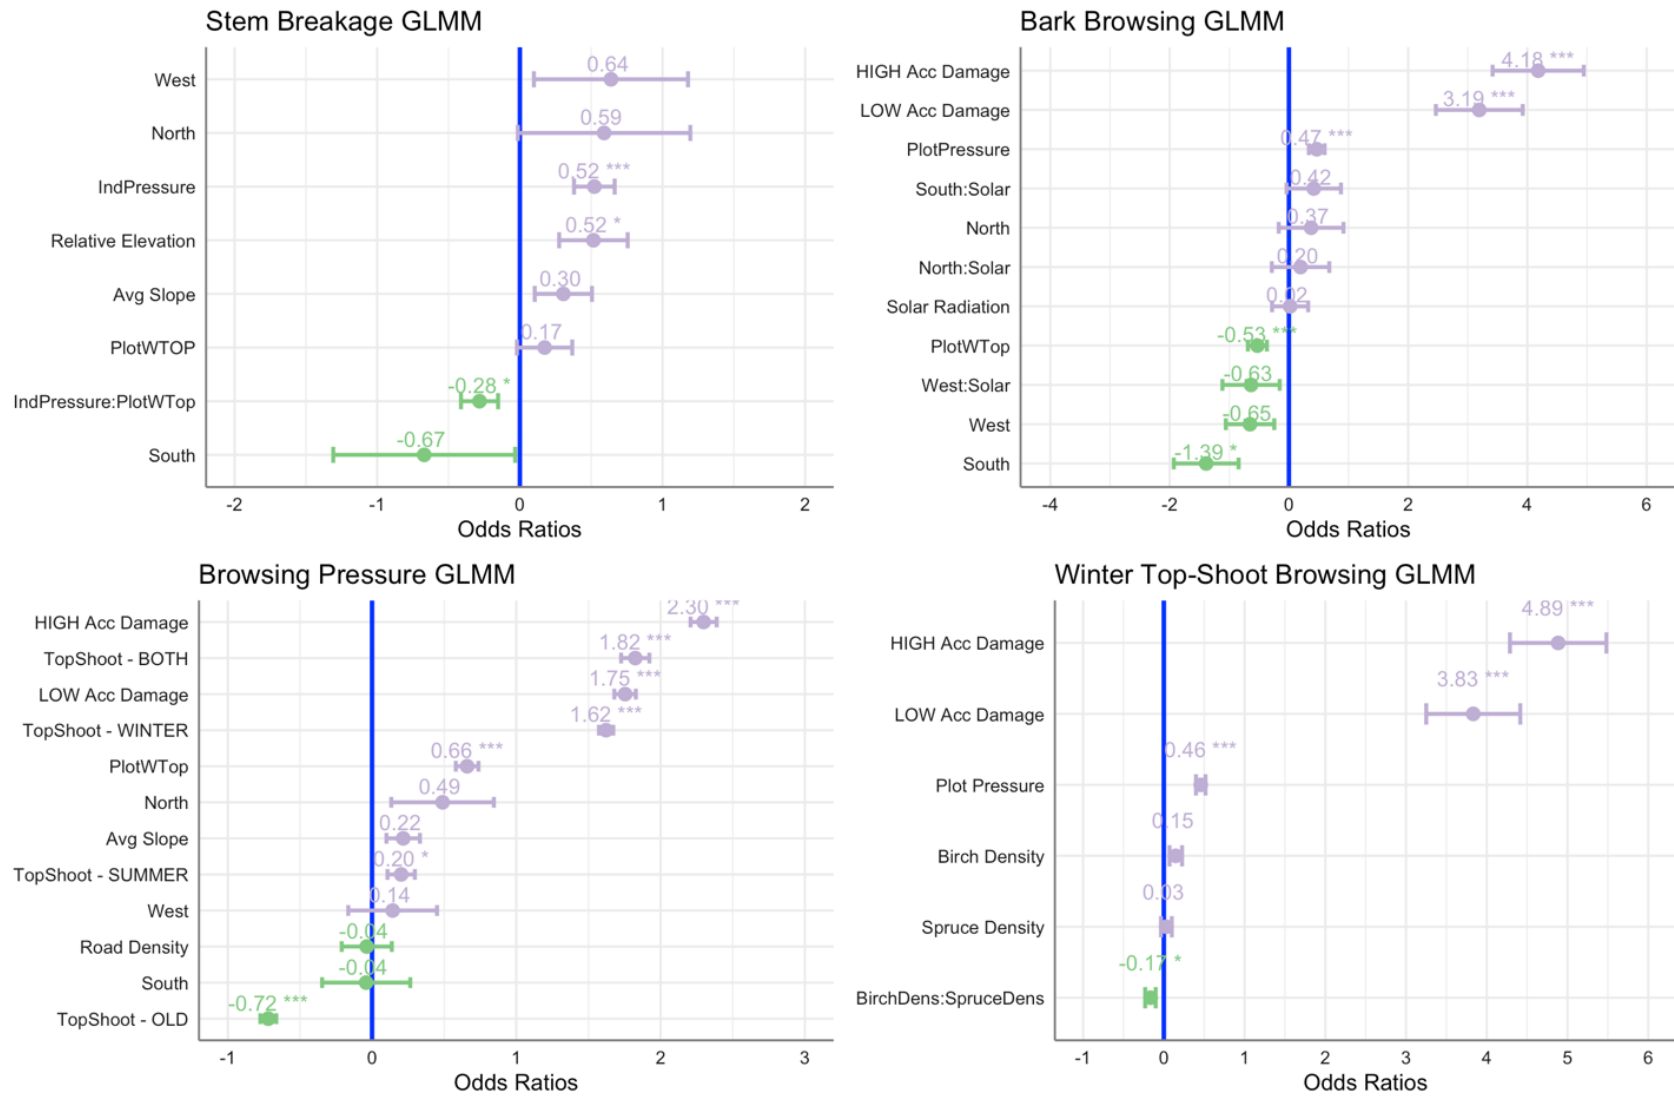 Stem Breakage GLMM
West
0.64
North
0.59
IndPressure
0.52 ***
Relative Elevation
0.52 *
Avg Slope
0.30
PlotWTOP
0.17
IndPressure:PlotWTop
-0.28 *
South
-0.67
-2 -1 0 1 2
Odds Ratios
Bark Browsing GLMM
HIGH Acc Damage
4.18 ***
LOW Acc Damage
3.19 ***
PlotPressure
0.47 ***
South:Solar
0.42
North
0.37
North:Solar
0.20
Solar Radiation
0.02
PlotWTop
-0.53 ***
West:Solar
-0.63
West
-0.65
South
-1.39 *
-4 -2 0 2 4 6
Odds Ratios
Browsing Pressure GLMM
HIGH Acc Damage
2.30 ***
TopShoot - BOTH
1.82 ***
LOW Acc Damage
1.75 ***
TopShoot - WINTER
1.62 ***
PlotWTop
0.66 ***
North
0.49
Avg Slope
0.22
TopShoot - SUMMER
0.20 *
West
0.14
Road Density
-0.04
South
-0.04
TopShoot - OLD
-0.72 ***
-1 0 1 2 3
Odds Ratios
Winter Top-Shoot Browsing GLMM
HIGH Acc Damage
4.89 ***
LOW Acc Damage
3.83 ***
Plot Pressure
0.46 ***
Birch Density
0.15
Spruce Density
0.03
BirchDens:SpruceDens
-0.17 *
-1 0 1 2 3 4 5 6
Odds Ratios